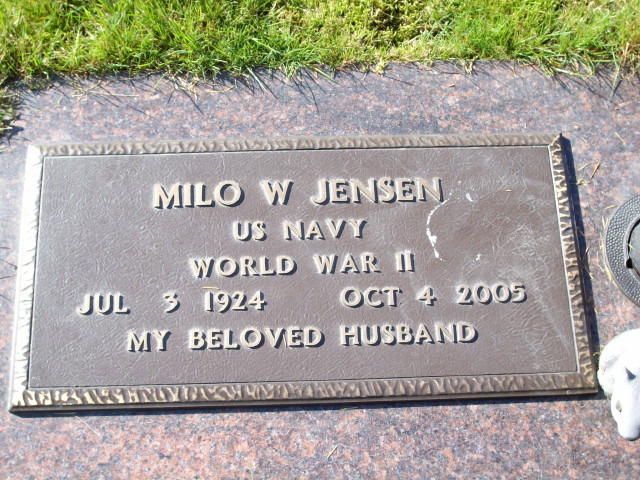 MILO W JENSEN
US NAVY
WORLD WAR II
JUL 3 1924 OCT 4 2005
MY BELOVED HUSBAND